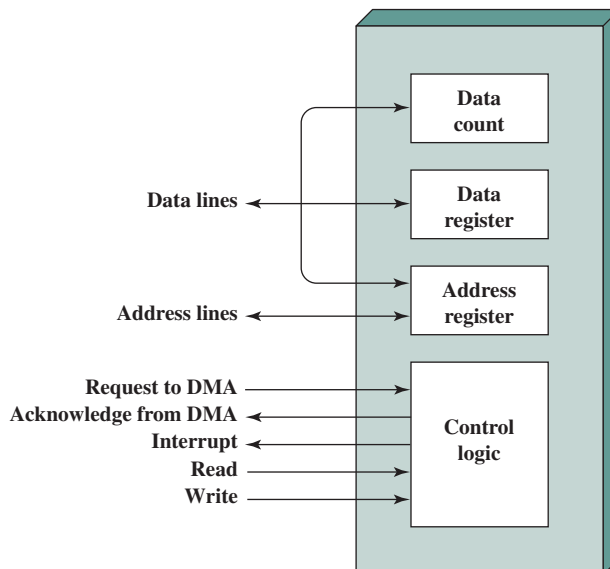 Data
count
Data lines
Data
register
Address lines
Address
register
Request to DMA
Acknowledge from DMA
Interrupt
Read
Write
Control
logic